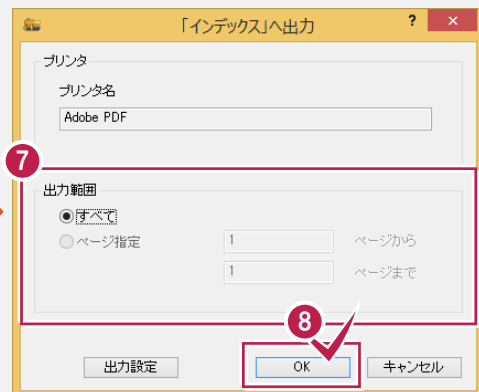 「インデックス」へ出力
?
×
プリンタ
プリンタ名
Adobe PDF
7
出力範囲
すべて
ページ指定 1 ページから
1 ページまで
8
出力設定 OK キャンセル